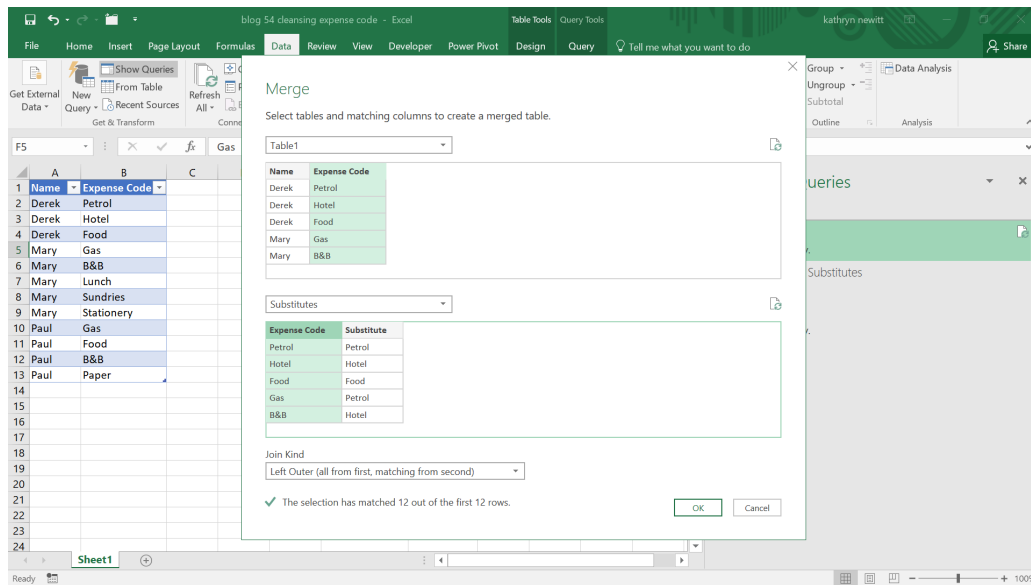 blog 54 cleansing expense code - Excel
Table Tools
Query Tools
kathryn newitt
File
Home
Insert
Page Layout
Formulas
Data
Review
View
Developer
Power Pivot
Design
Query
Tell me what you want to do
Share
Get External
Data
New
Query
Show Queries
From Table
Recent Sources
Get & Transform
Refresh
All
Conne
Group
Ungroup
Subtotal
Outline
Data Analysis
Analysis
F5
fx
Gas
A
B
C
1 Name Expense Code
2 Derek Petrol
3 Derek Hotel
4 Derek Food
5 Mary Gas
6 Mary B&B
7 Mary Lunch
8 Mary Sundries
9 Mary Stationery
10 Paul Gas
11 Paul Food
12 Paul B&B
13 Paul Paper
14
15
16
17
18
19
20
21
22
23
24
Merge
Select tables and matching columns to create a merged table.
Table1
Name Expense Code
Derek Petrol
Derek Hotel
Derek Food
Mary Gas
Mary B&B
Substitutes
Expense Code Substitute
Petrol Petrol
Hotel Hotel
Food Food
Gas Petrol
B&B Hotel
Join Kind
Left Outer (all from first, matching from second)
The selection has matched 12 out of the first 12 rows.
OK
Cancel
ueries
Substitutes
Sheet1
Ready
100